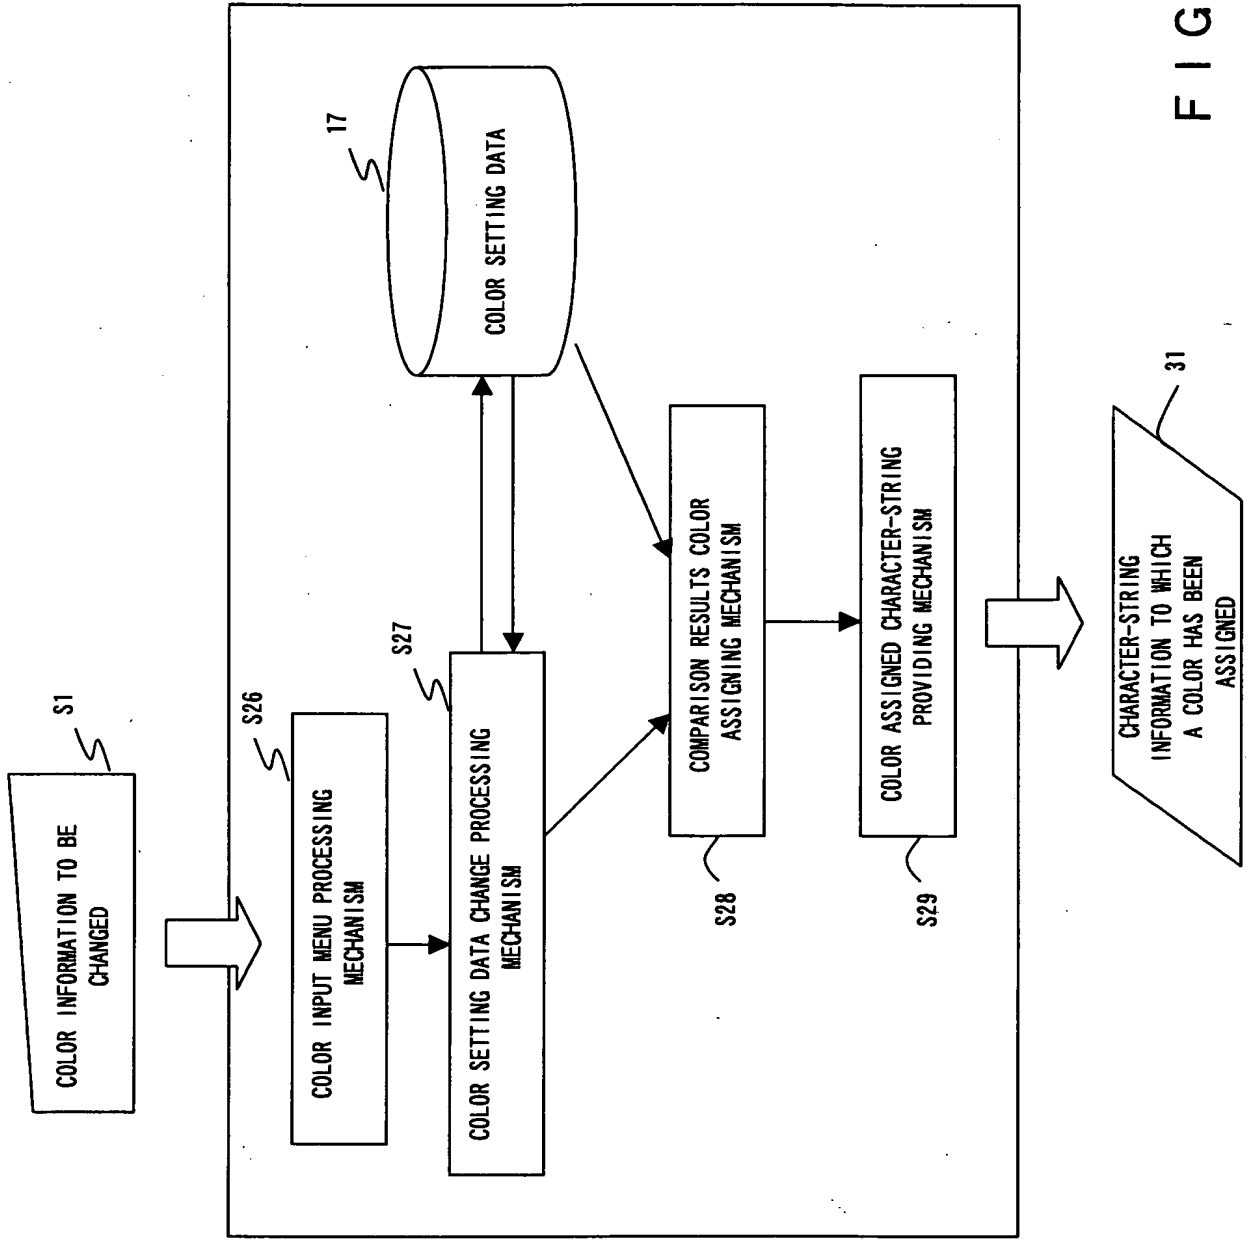 S1
COLOR INFORMATION TO BE
CHANGED
S26
COLOR INPUT MENU PROCESSING
MECHANISM
S27
COLOR SETTING DATA CHANGE PROCESSING
MECHANISM
17
COLOR SETTING DATA
COMPARISON RESULTS COLOR
ASSIGNING MECHANISM
S28
COLOR ASSIGNED CHARACTER-STRING
PROVIDING MECHANISM
S29
31
CHARACTER-STRING
INFORMATION TO WHICH
A COLOR HAS BEEN
ASSIGNED
FIG